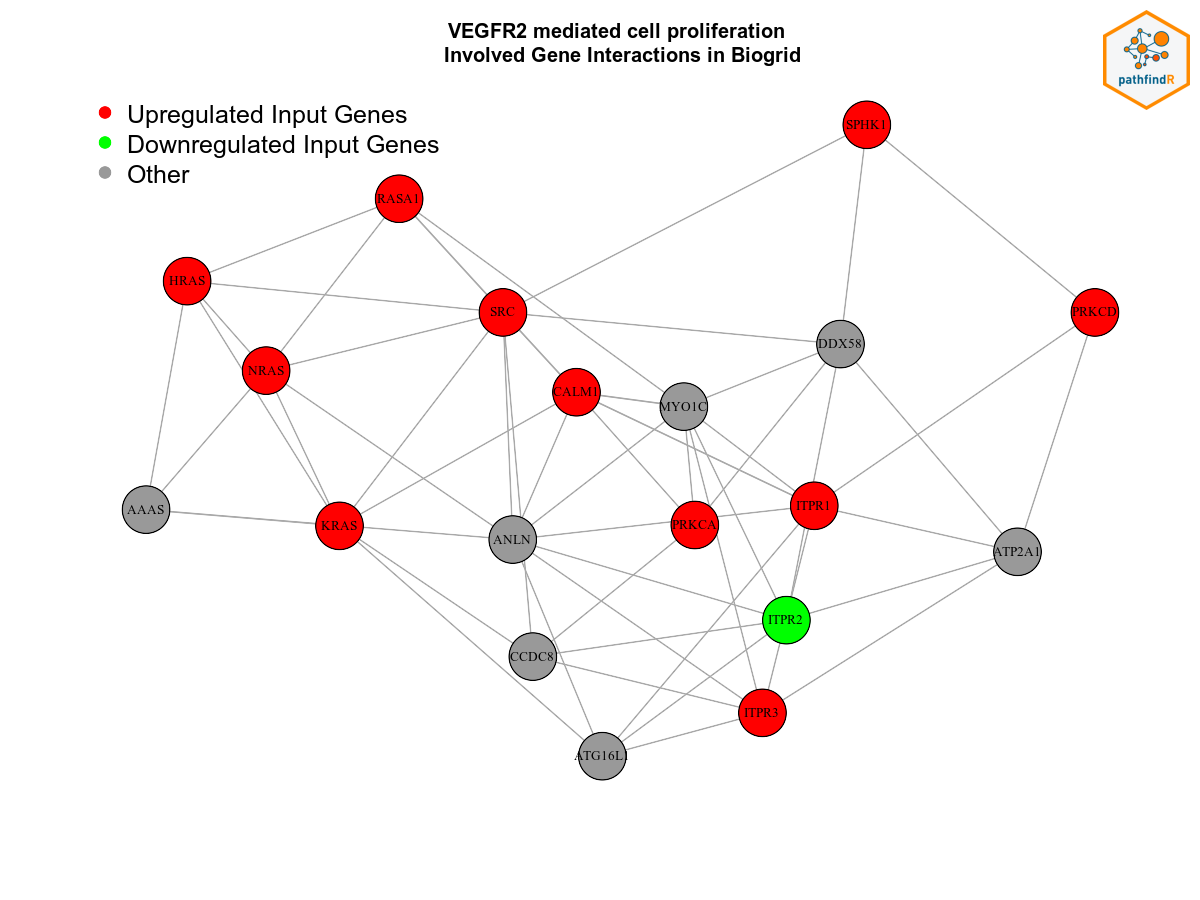 VEGFR2 mediated cell proliferation
Involved Gene Interactions in Biogrid
pathfindR
Upregulated Input Genes
Downregulated Input Genes
Other
SPHK1
RASA1
HRAS
SRC
PRKCD
DDX58
NRAS
CALM1
MYO1C
AAAS
KRAS
ANLN
PRKCA
ITPR1
ATP2A1
ITPR2
CCDC8
ITPR3
ATG16L1